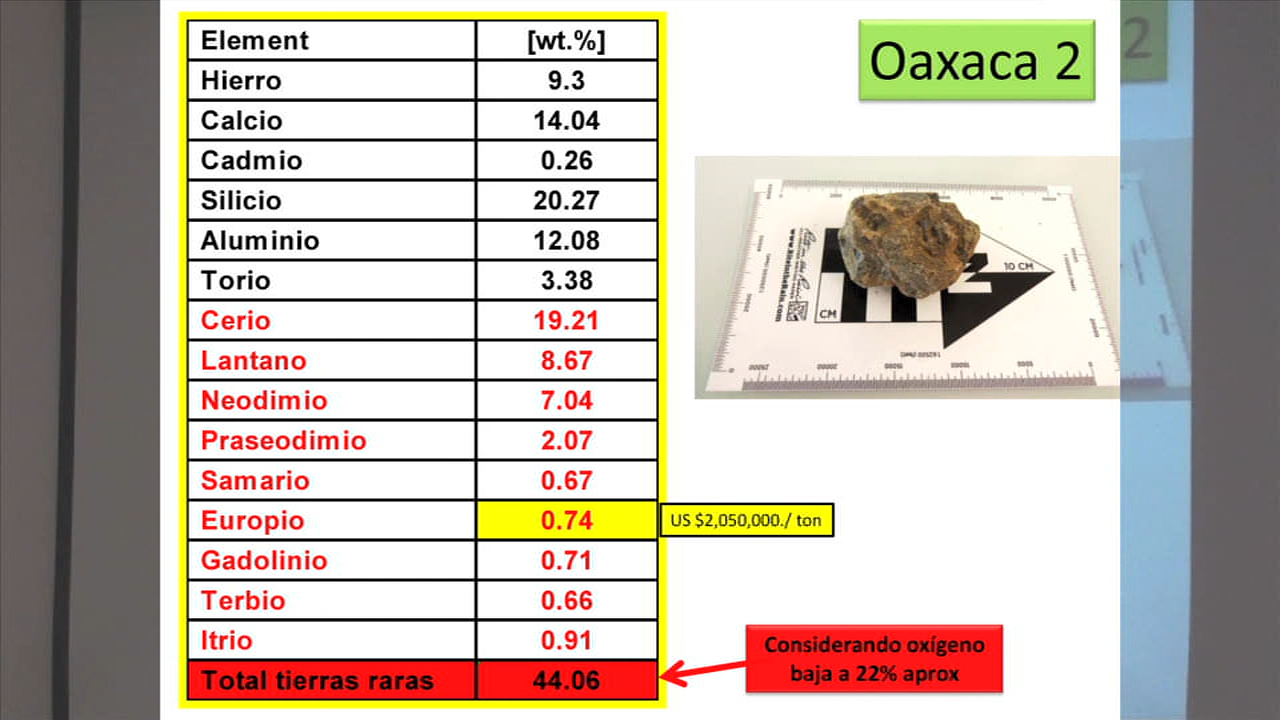 Element [wt.%]
Hierro 9.3
Calcio 14.04
Cadmio 0.26
Silicio 20.27
Aluminio 12.08
Torio 3.38
Cerio 19.21
Lantano 8.67
Neodimio 7.04
Praseodimio 2.07
Samario 0.67
Europio 0.74
US $2,050,000./ ton
Gadolinio 0.71
Terbio 0.66
Itrio 0.91
Total tierras raras 44.06
Considerando oxígeno
baja a 22% aprox
Oaxaca 2
10 CM
CM
2